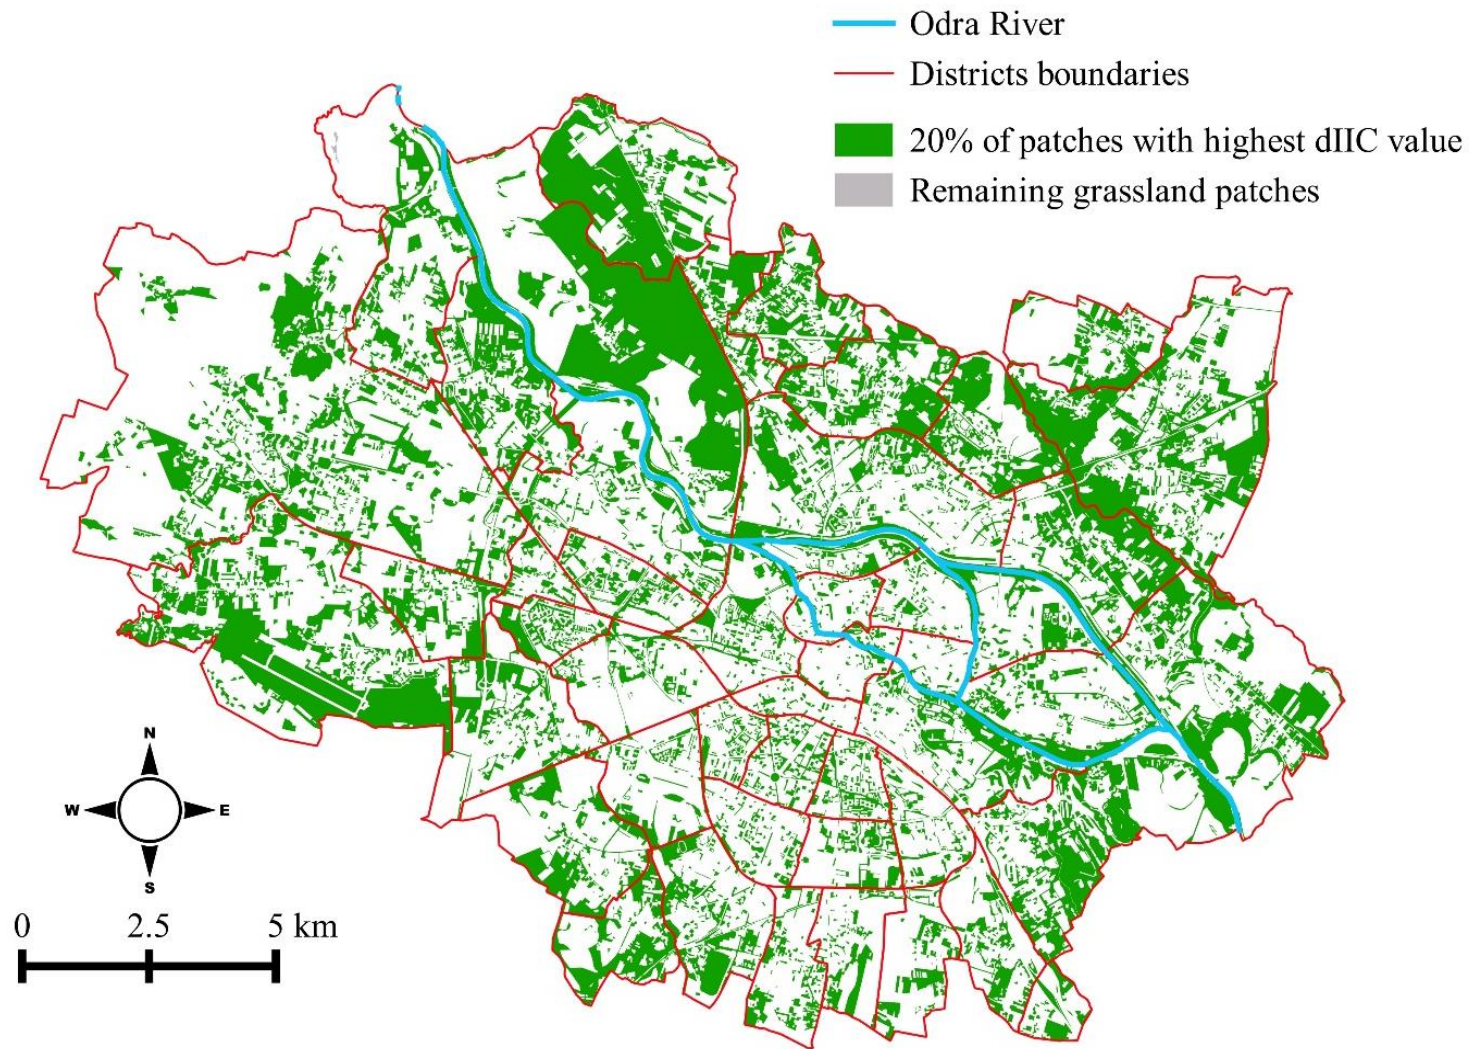 Odra River
Districts boundaries
20% of patches with highest dIIC value
Remaining grassland patches
N
W E
S
0 2.5 5 km